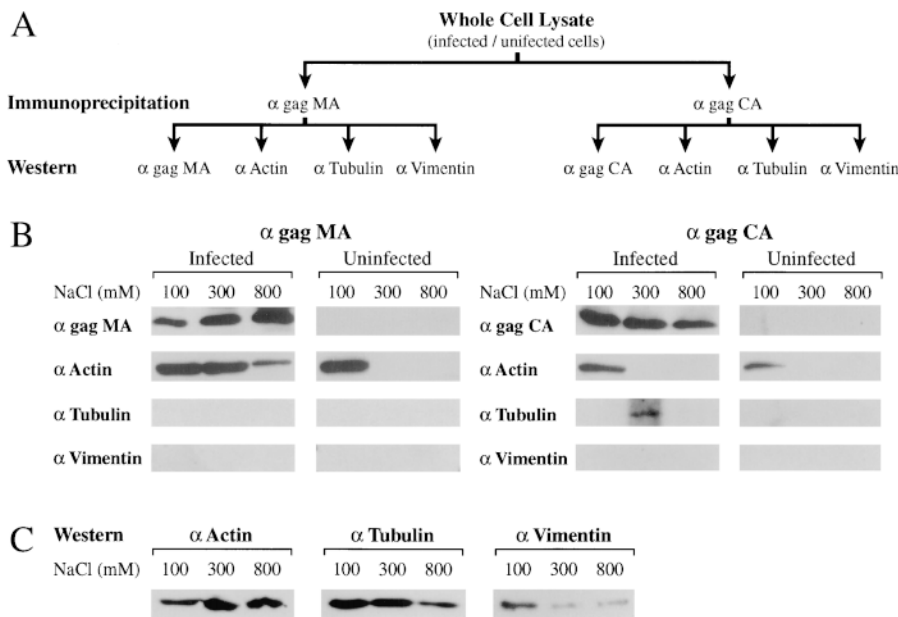 A
Whole Cell Lysate
(infected / unifected cells)
Immunoprecipitation α gag MA α gag CA
Western α gag MA α Actin α Tubulin α Vimentin α gag CA α Actin α Tubulin α Vimentin
B
α gag MA α gag CA
Infected Uninfected Infected Uninfected
NaCl (mM) 100 300 800 100 300 800 NaCl (mM) 100 300 800 100 300 800
α gag MA α gag CA
α Actin α Actin
α Tubulin α Tubulin
α Vimentin α Vimentin
C
Western α Actin α Tubulin α Vimentin
NaCl (mM) 100 300 800 100 300 800 100 300 800